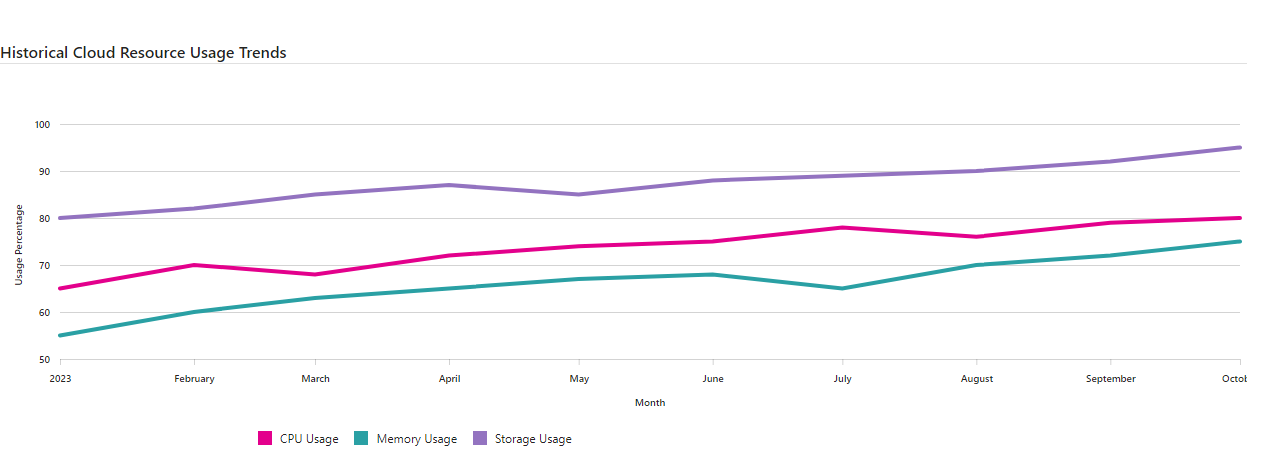 Historical Cloud Resource Usage Trends
100
90
80
70
60
50
Usage Percentage
2023 February March April May June July August September Octob
Month
CPU Usage Memory Usage Storage Usage